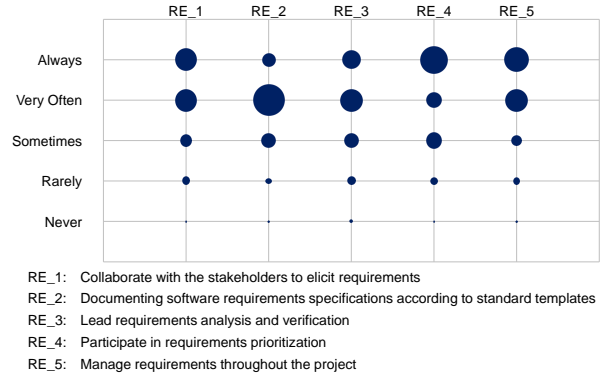 RE_1 RE_2 RE_3 RE_4 RE_5
Always
Very Often
Sometimes
Rarely
Never
RE_1: Collaborate with the stakeholders to elicit requirements
RE_2: Documenting software requirements specifications according to standard templates
RE_3: Lead requirements analysis and verification
RE_4: Participate in requirements prioritization
RE_5: Manage requirements throughout the project